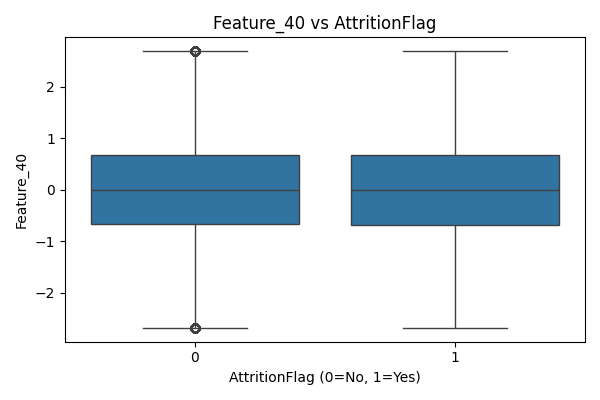 Feature_40 vs AttritionFlag
2
1
0
−1
−2
Feature_40
0 1
AttritionFlag (0=No, 1=Yes)